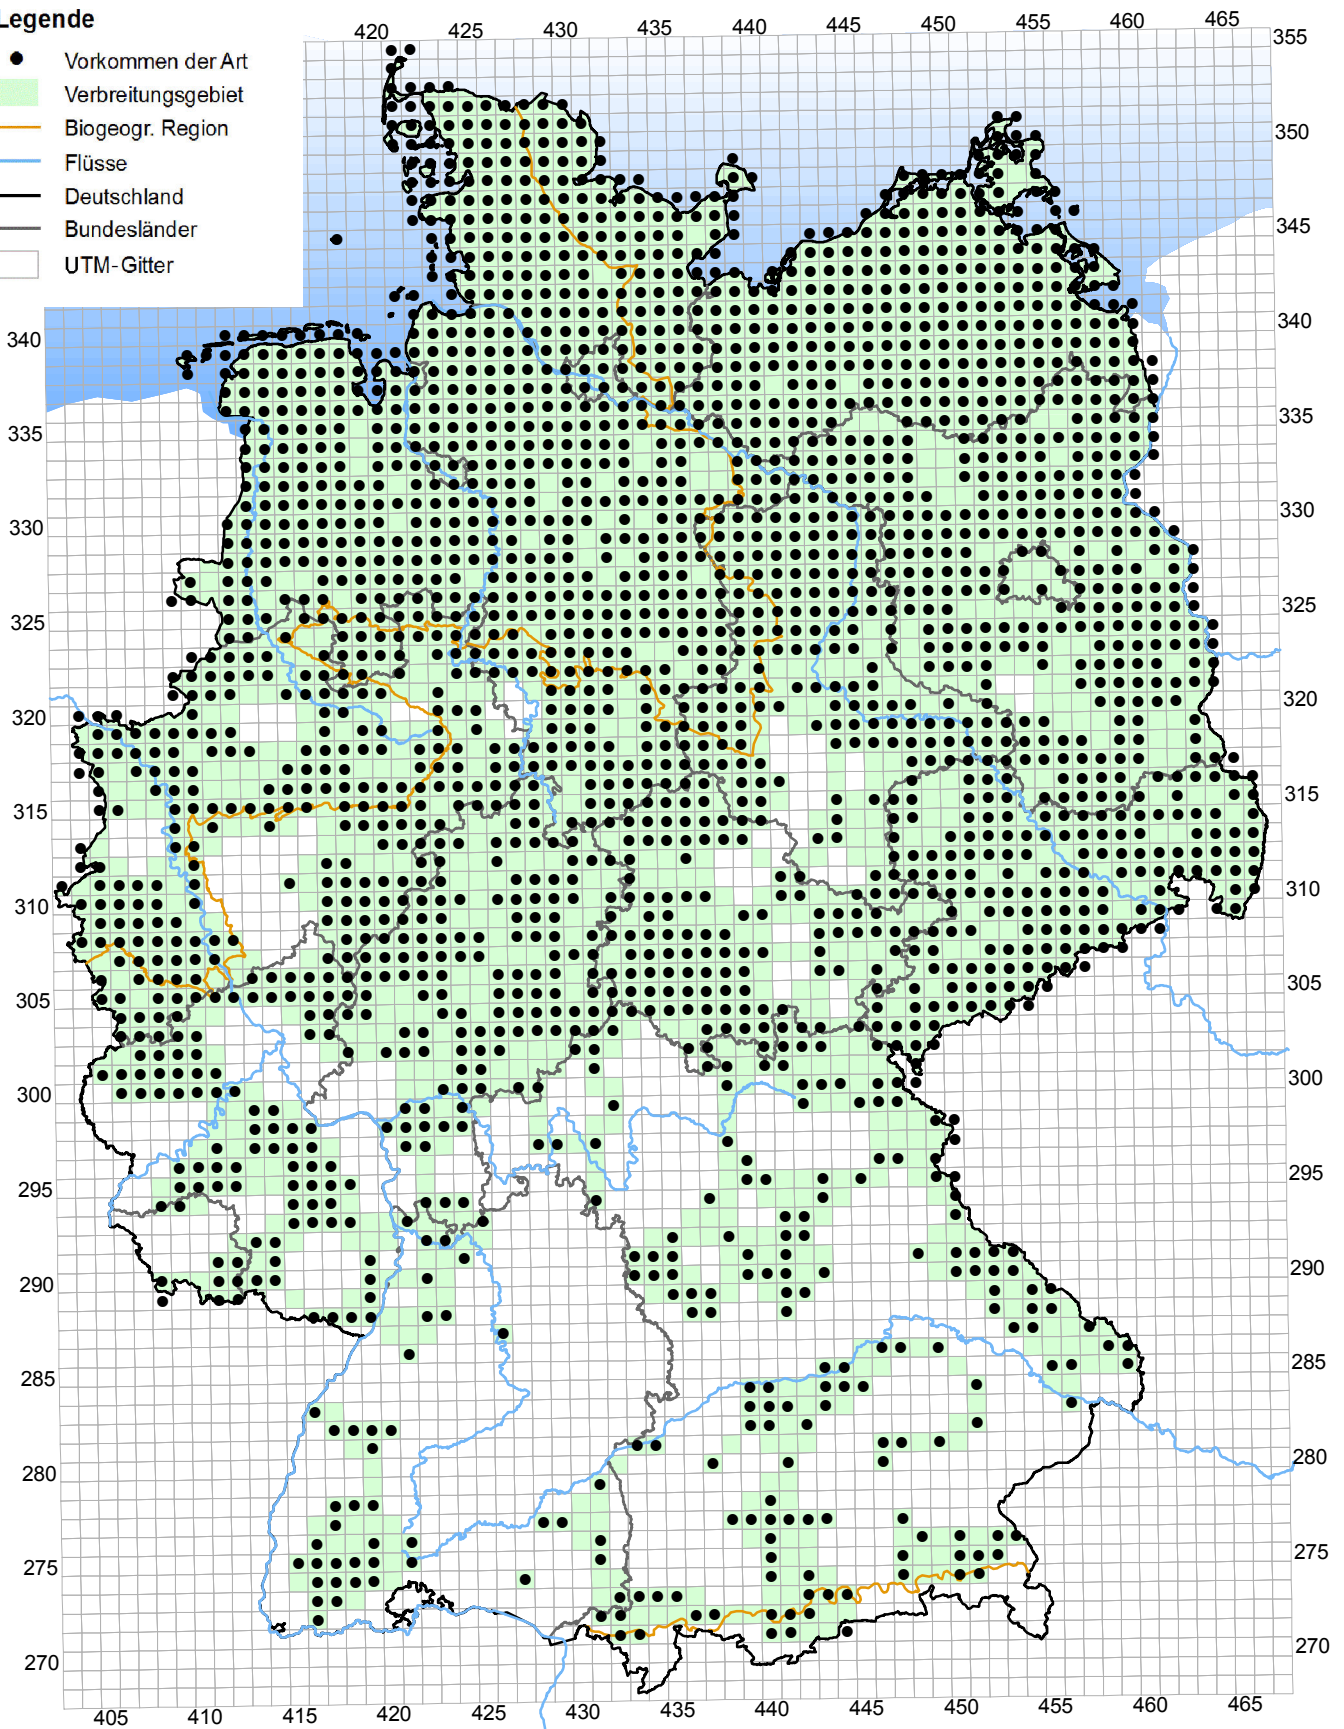 Legende
Vorkommen der Art
Verbreitungsgebiet
Biogeogr. Region
Flüsse
Deutschland
Bundesländer
UTM-Gitter
420 425 430 435 440 445 450 455 460 465
355
350
345
340 340
335 335
330 330
325 325
320 320
315 315
310 310
305 305
300 300
295 295
290 290
285 285
280 280
275 275
270 270
405 410 415 420 425 430 435 440 445 450 455 460 465